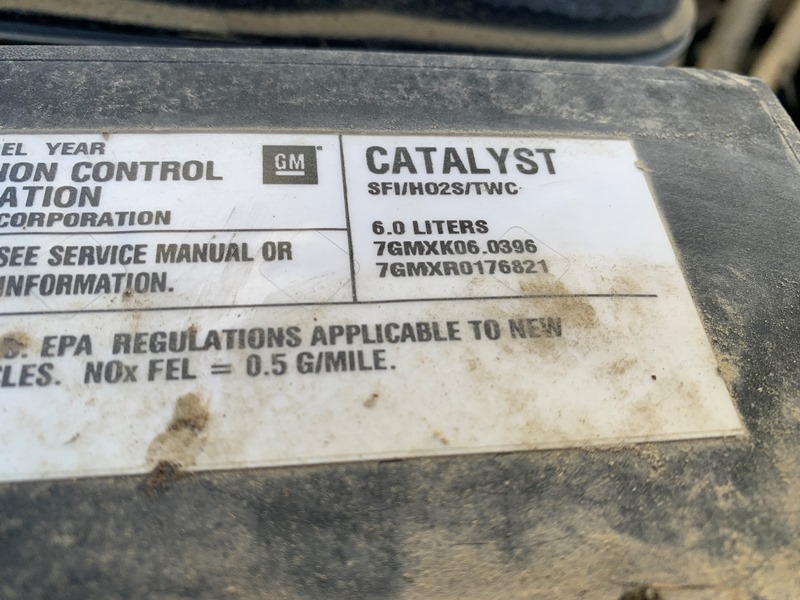 EL YEAR
ION CONTROL
ATION
CORPORATION
GM
SEE SERVICE MANUAL OR
INFORMATION.
CATALYST
SFI/HO2S/TWC
6.0 LITERS
7GMXK06.0396
7GMXR0176821
S. EPA REGULATIONS APPLICABLE TO NEW
CLES. NOx FEL = 0.5 G/MILE.